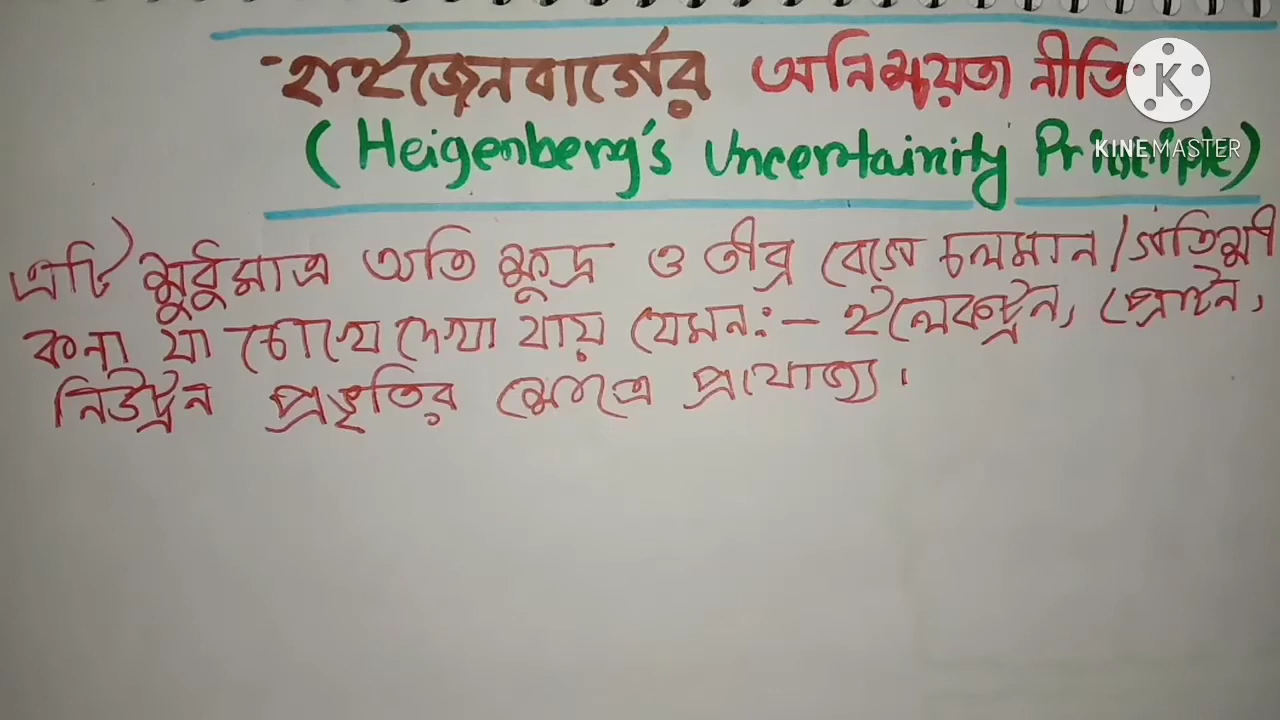 হাইজেনবার্গের অনিশ্চয়তা নীতি
(Heigenberg's Uncertainity Principle)
এটি শুধুমাত্র অতি ক্ষুদ্র ও তীব্র বেগে চলমান/গতিশীল
কনা যা চোখে দেখা যায় যেমন:- ইলেকট্রন, প্রোটন,
নিউট্রন প্রভৃতির ক্ষেত্রে প্রযোজ্য।
K
KINEMASTER